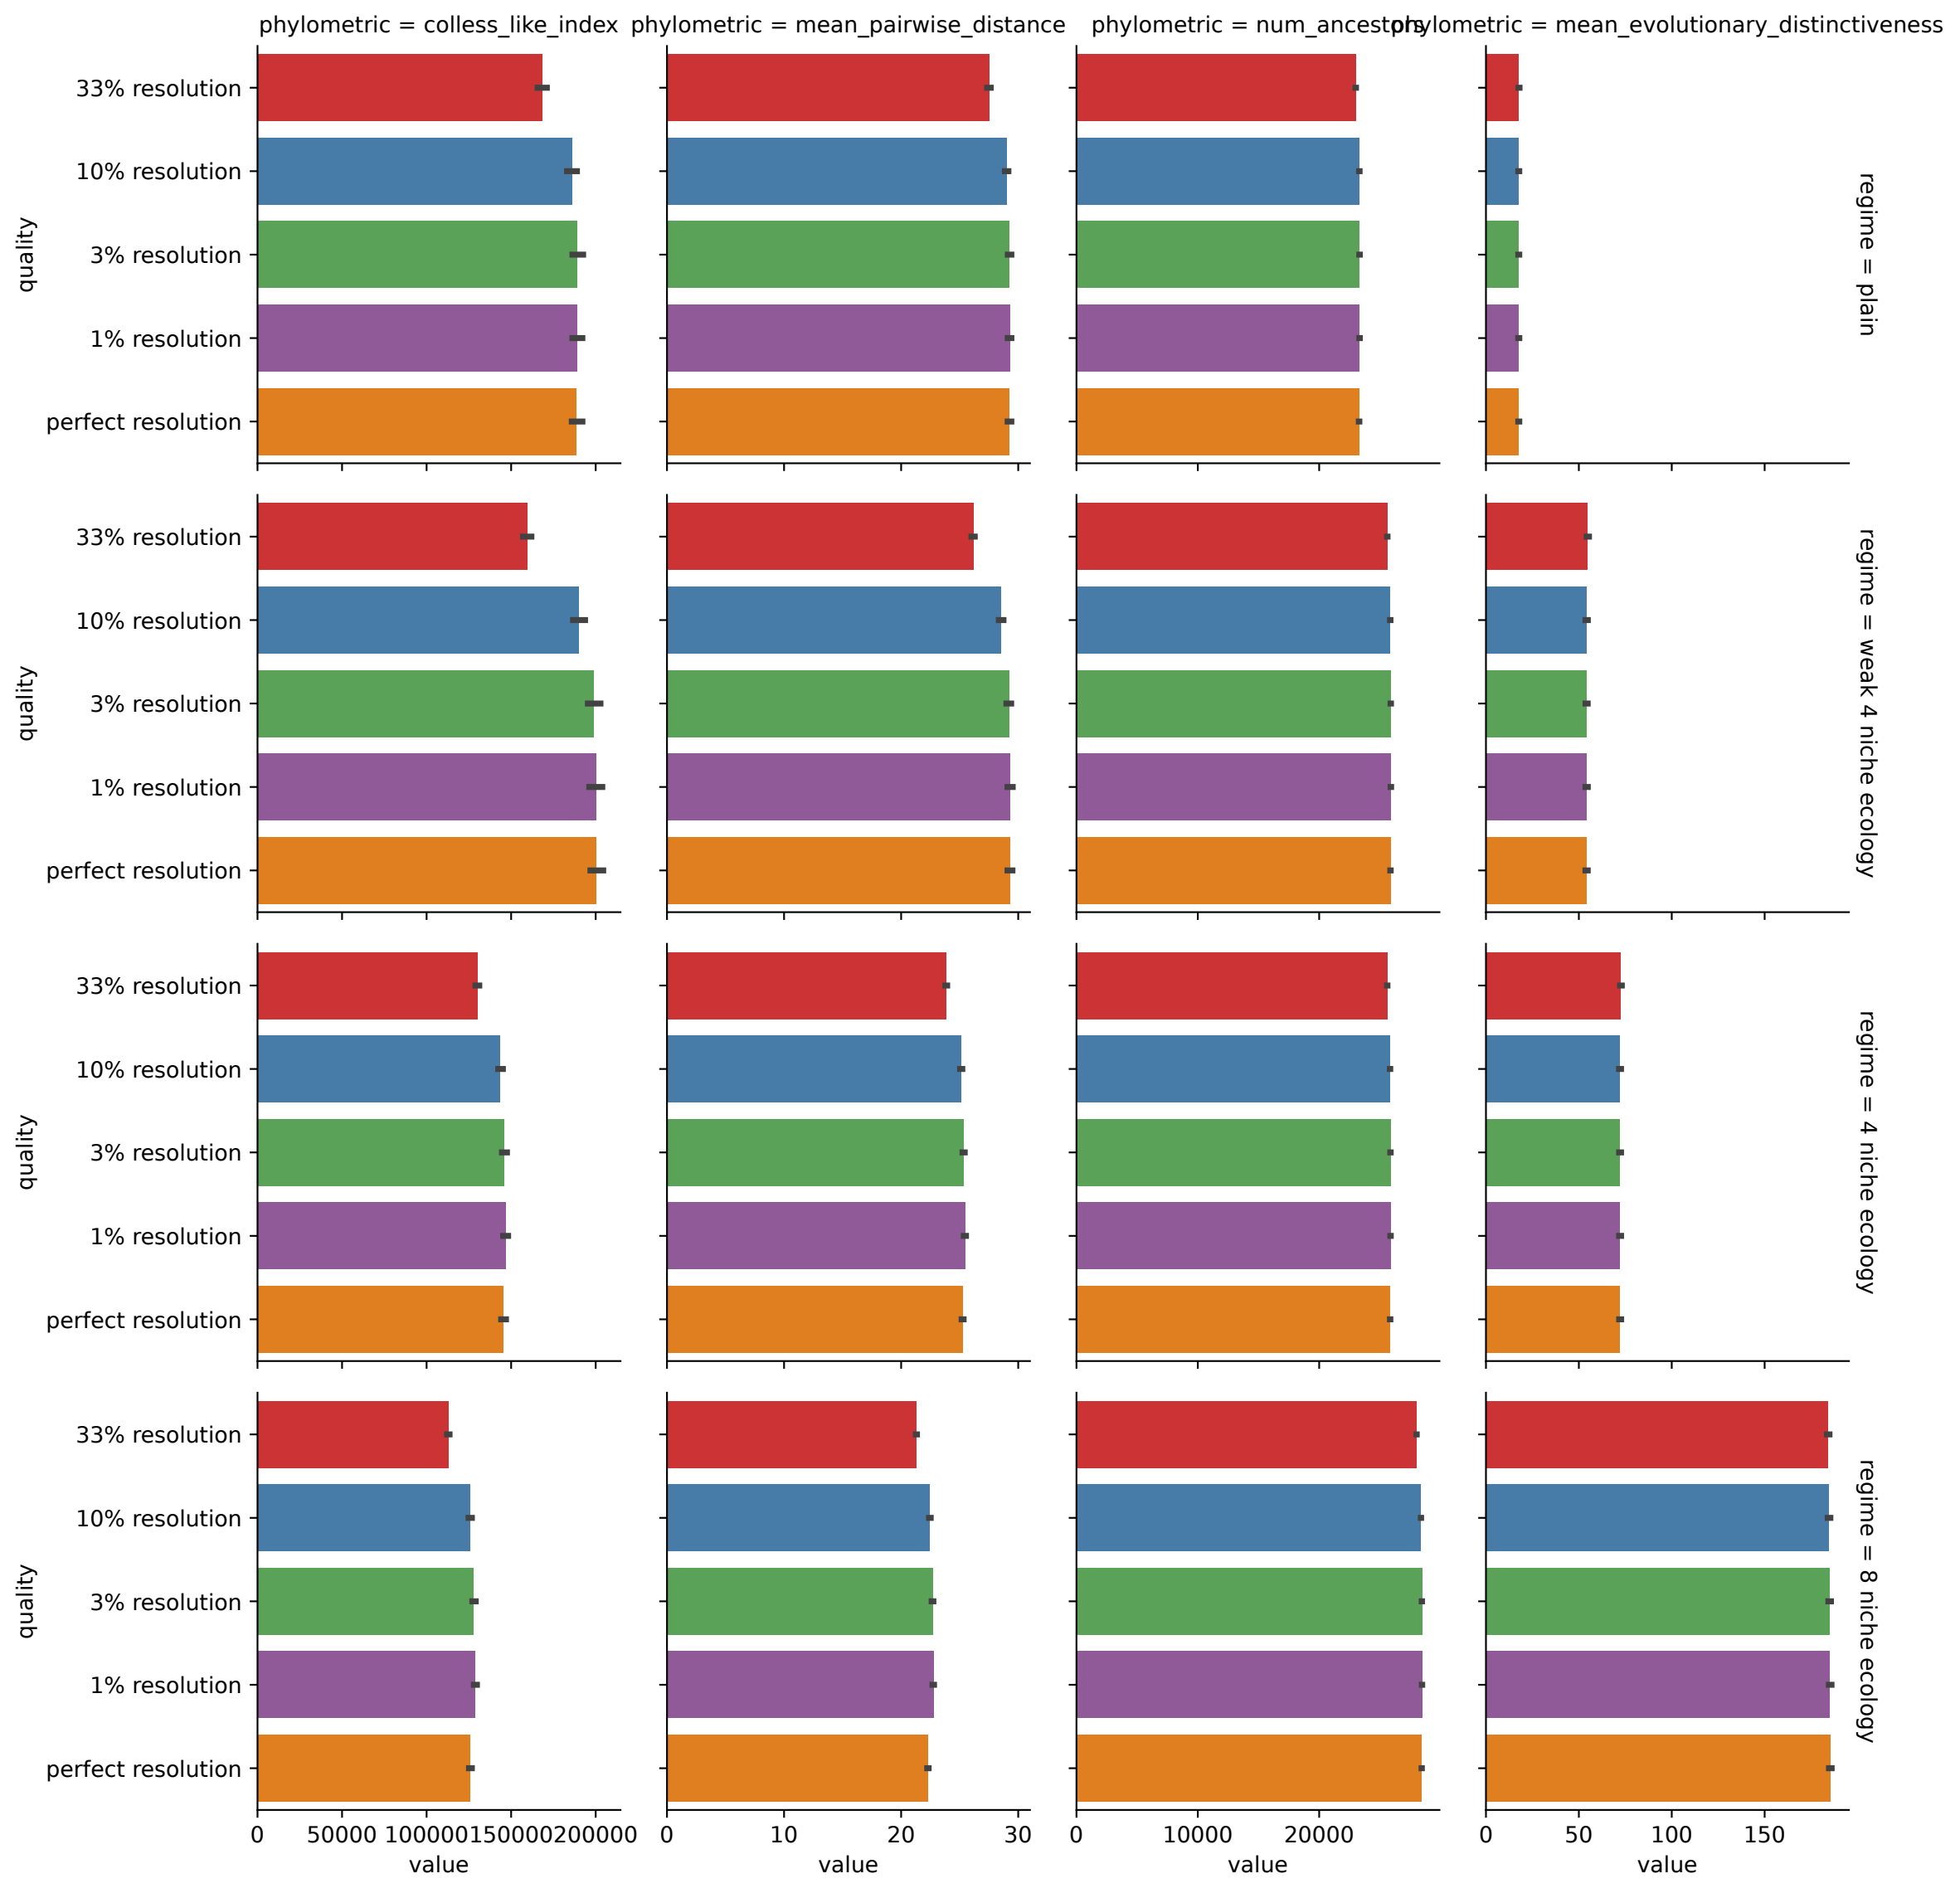 phylometric = colless_like_index
phylometric = mean_pairwise_distance
phylometric = num_ancestors
phylometric = mean_evolutionary_distinctiveness
quality
33% resolution
10% resolution
3% resolution
1% resolution
perfect resolution
regime = plain
quality
33% resolution
10% resolution
3% resolution
1% resolution
perfect resolution
regime = weak 4 niche ecology
quality
33% resolution
10% resolution
3% resolution
1% resolution
perfect resolution
regime = 4 niche ecology
quality
33% resolution
10% resolution
3% resolution
1% resolution
perfect resolution
regime = 8 niche ecology
0 50000 100000 150000 200000
0 10 20 30
0 10000 20000
0 50 100 150
value
value
value
value